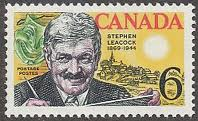 CANADA
STEPHEN
LEACOCK
1869-1944
POSTAGE
POSTES
6